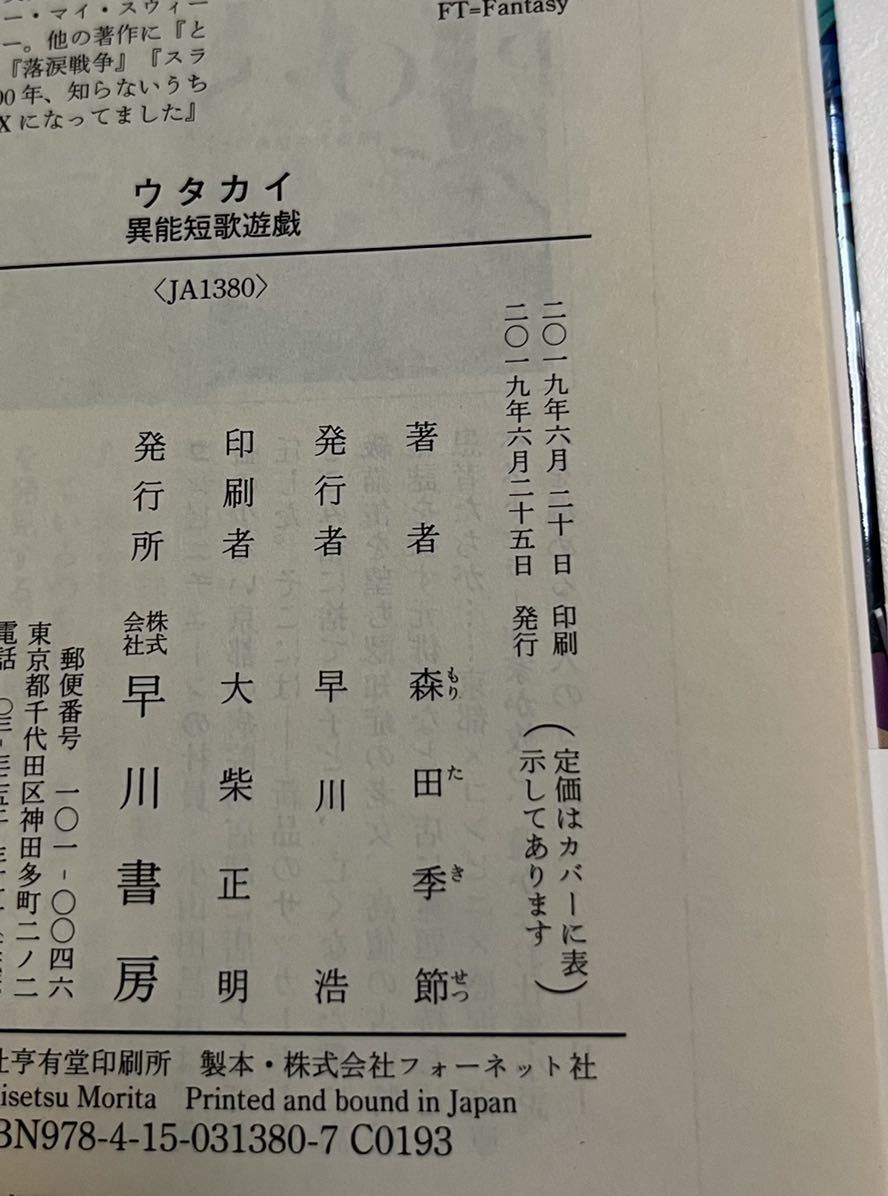 ー・マイ・スウィー
ー。他の著作に『と
『落涙戦争』『スラ
00年、知らないうち
Xになってました』
FT=Fantasy
ウタカイ
異能短歌遊戯
〈JA1380〉
二〇一九年六月二十日 印刷
二〇一九年六月二十五日 発行
(定価はカバーに表
示してあります)
著者 森田季節
もりたきせつ
発行者 早川浩
印刷者 大柴正明
発行所 株式会社 早川書房
郵便番号 一〇一-〇〇四六
東京都千代田区神田多町二ノ二
電話
社亨有堂印刷所 製本・株式会社フォーネット社
isetsu Morita Printed and bound in Japan
BN978-4-15-031380-7 C0193